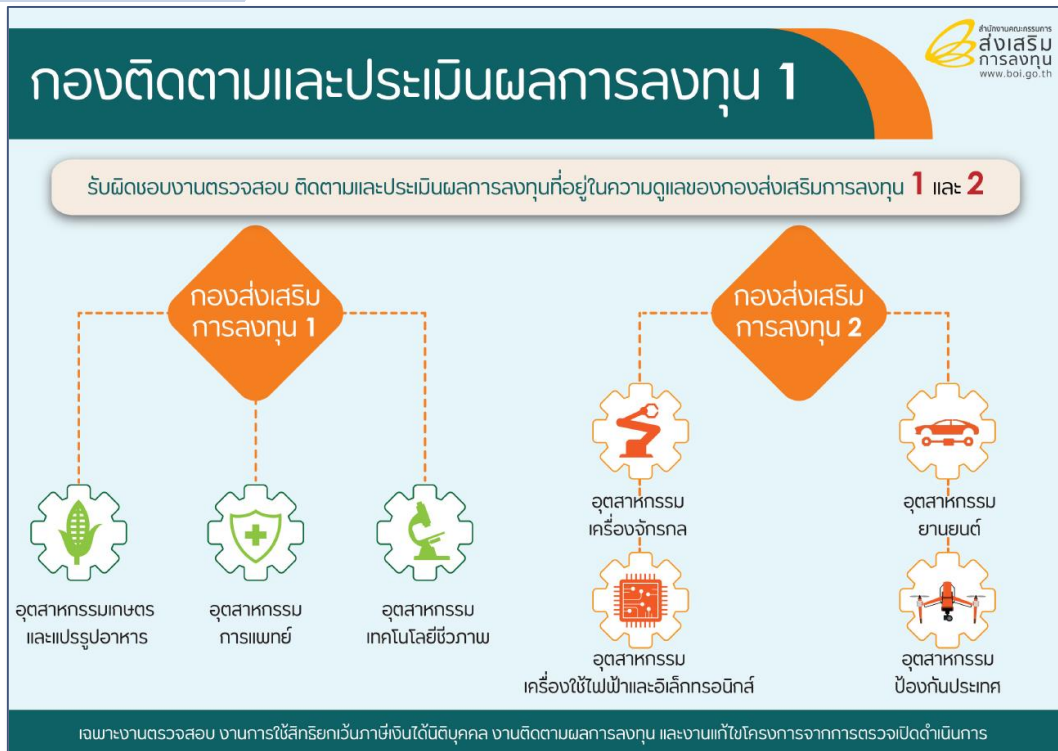 สำนักงานคณะกรรมการ
ส่งเสริม
การลงทุน
www.boi.go.th
กองติดตามและประเมินผลการลงทุน 1
รับผิดชอบงานตรวจสอบ ติดตามและประเมินผลการลงทุนที่อยู่ในความดูแลของกองส่งเสริมการลงทุน 1 และ 2
กองส่งเสริม
การลงทุน 1
กองส่งเสริม
การลงทุน 2
อุตสาหกรรม
เครื่องจักรกล
อุตสาหกรรม
ยานยนต์
อุตสาหกรรมเกษตร
และแปรรูปอาหาร
อุตสาหกรรม
การแพทย์
อุตสาหกรรม
เทคโนโลยีชีวภาพ
อุตสาหกรรม
เครื่องใช้ไฟฟ้าและอิเล็กทรอนิกส์
อุตสาหกรรม
ป้องกันประเทศ
เฉพาะงานตรวจสอบ งานการใช้สิทธิยกเว้นภาษีเงินได้นิติบุคคล งานติดตามผลการลงทุน และงานแก้ไขโครงการจากการตรวจเปิดดำเนินการ